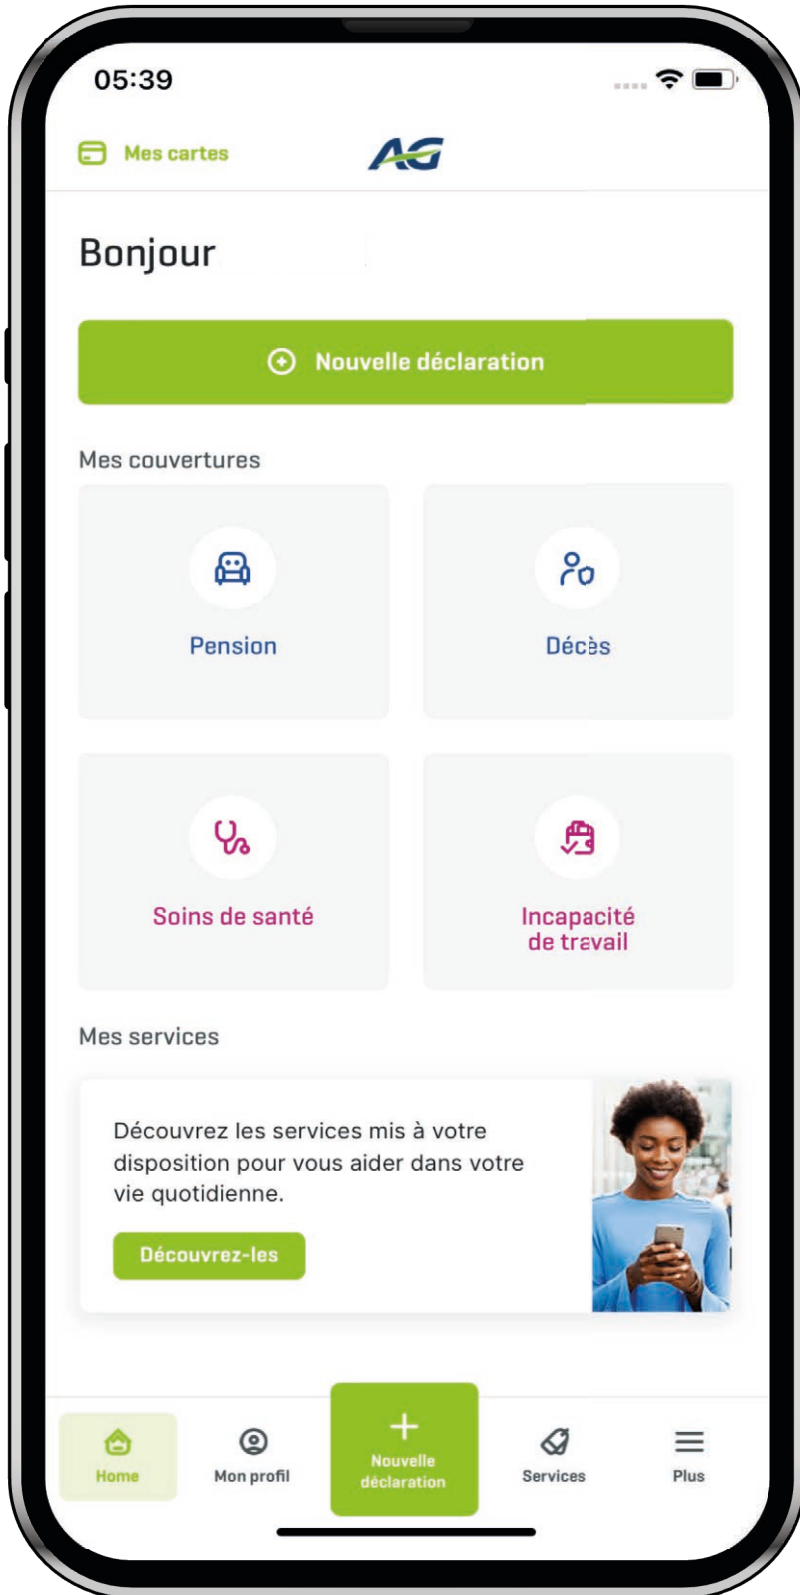 05:39
Mes cartes
AG
Bonjour
Nouvelle déclaration
Mes couvertures
Pension
Décès
Soins de santé
Incapacité
de travail
Mes services
Découvrez les services mis à votre
disposition pour vous aider dans votre
vie quotidienne.
Découvrez-les
Home
Mon profil
Nouvelle
déclaration
Services
Plus